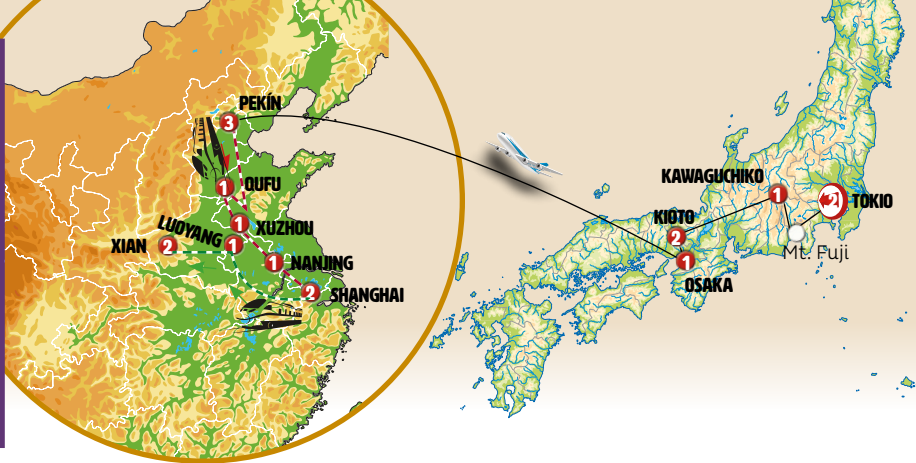 PEKÍN
3
1
QUFU
1
XUZHOU
LUOYANG
1
XIAN
2
1
NANJING
2
SHANGHAI
KAWAGUCHIKO
1
2
TOKIO
KIOTO
2
Mt. Fuji
1
OSAKA